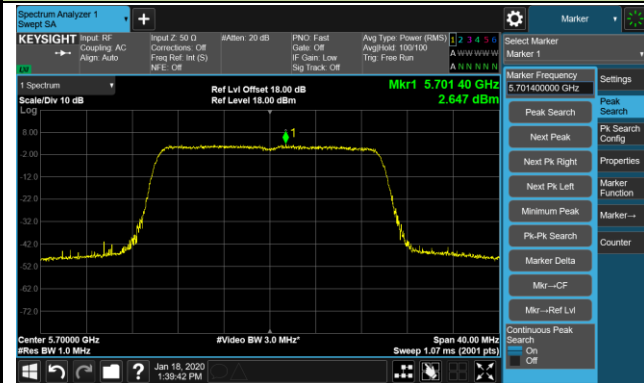 Spectrum Analyzer 1
Swept SA
Marker
KEYSIGHT
Input: RF
Coupling: AC
Align: Auto
Input Z: 50 Ω
Corrections: Off
Freq Ref: Int (S)
NFE: Off
#Atten: 20 dB
PNO: Fast
Gate: Off
IF Gain: Low
Sig Track: Off
Avg Type: Power (RMS)
Avg|Hold: 100/100
Trig: Free Run
1 2 3 4 5 6
A W W W W W
A N N N N N
Select Marker
Marker 1
1 Spectrum
Scale/Div 10 dB
Log
Ref Lvl Offset 18.00 dB
Ref Level 18.00 dBm
Mkr1 5.701 40 GHz
2.647 dBm
1
8.00
-2.00
-12.0
-22.0
-32.0
-42.0
-52.0
-62.0
-72.0
Center 5.70000 GHz
#Res BW 1.0 MHz
#Video BW 3.0 MHz*
Span 40.00 MHz
Sweep 1.07 ms (2001 pts)
Marker Frequency
5.701400000 GHz
Peak Search
Next Peak
Next Pk Right
Next Pk Left
Minimum Peak
Pk-Pk Search
Marker Delta
Mkr→CF
Mkr→Ref Lvl
Continuous Peak
Search
On
Off
Settings
Peak
Search
Pk Search
Config
Properties
Marker
Function
Marker→
Counter
?
Jan 18, 2020
1:39:42 PM